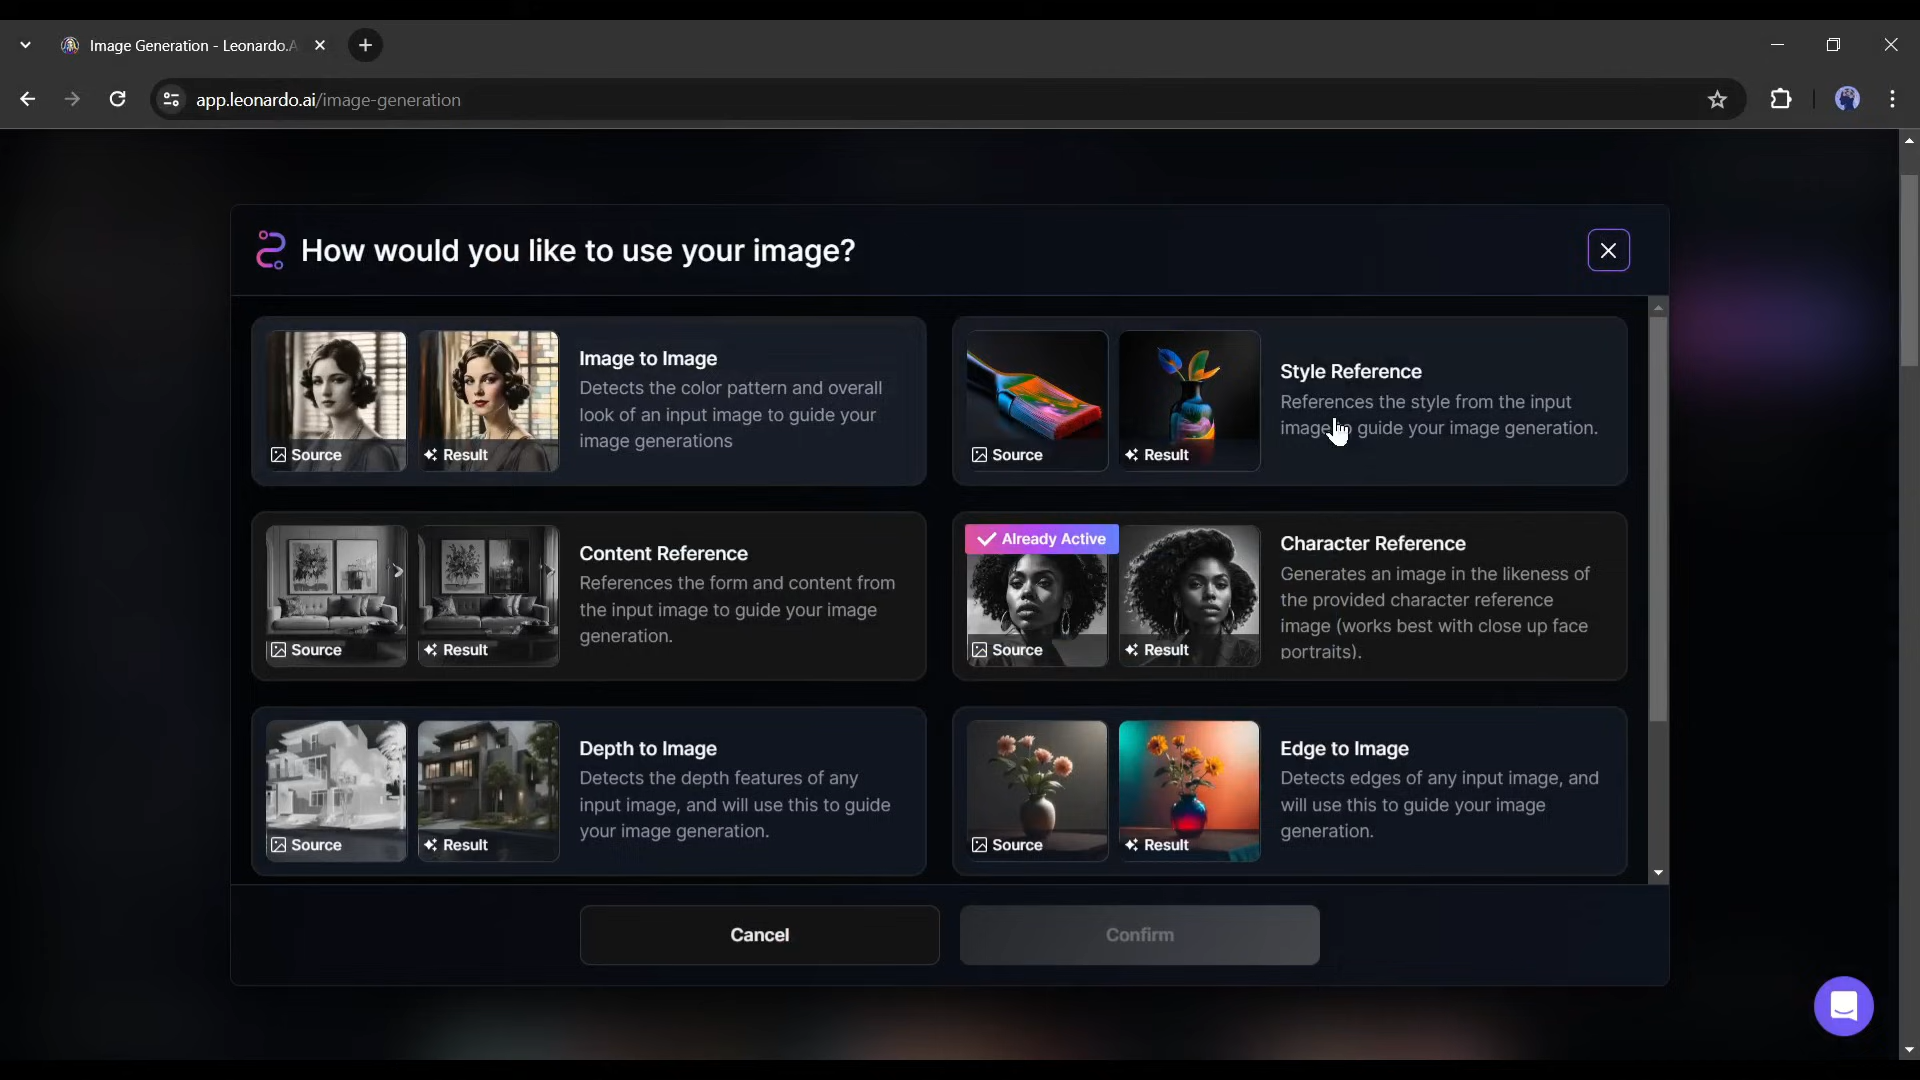 Image Generation - Leonardo.A
app.leonardo.ai/image-generation
How would you like to use your image?
Source
Result
Image to Image
Detects the color pattern and overall
look of an input image to guide your
image generations
Source
Result
Style Reference
References the style from the input
image to guide your image generation.
Source
Result
Content Reference
References the form and content from
the input image to guide your image
generation.
Already Active
Source
Result
Character Reference
Generates an image in the likeness of
the provided character reference
image (works best with close up face
portraits).
Source
Result
Depth to Image
Detects the depth features of any
input image, and will use this to guide
your image generation.
Source
Result
Edge to Image
Detects edges of any input image, and
will use this to guide your image
generation.
Cancel
Confirm